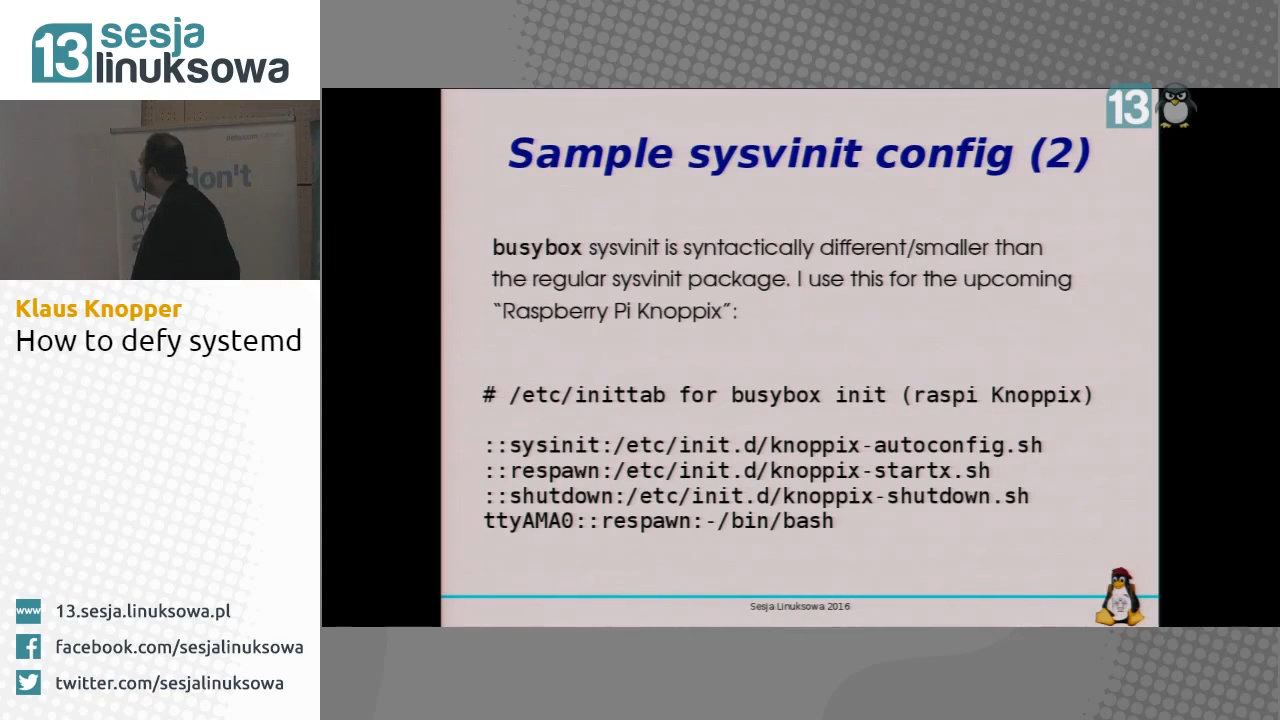 13 sesja
linuksowa
W don't
Klaus Knopper
How to defy systemd
www 13.sesja.linuksowa.pl
facebook.com/sesjalinuksowa
twitter.com/sesjalinuksowa
13
Sample sysvinit config (2)
busybox sysvinit is syntactically different/smaller than
the regular sysvinit package. I use this for the upcoming
“Raspberry Pi Knoppix”:
# /etc/inittab for busybox init (raspi Knoppix)
::sysinit:/etc/init.d/knoppix-autoconfig.sh
::respawn:/etc/init.d/knoppix-startx.sh
::shutdown:/etc/init.d/knoppix-shutdown.sh
ttyAMA0::respawn:-/bin/bash
Sesja Linuksowa 2016